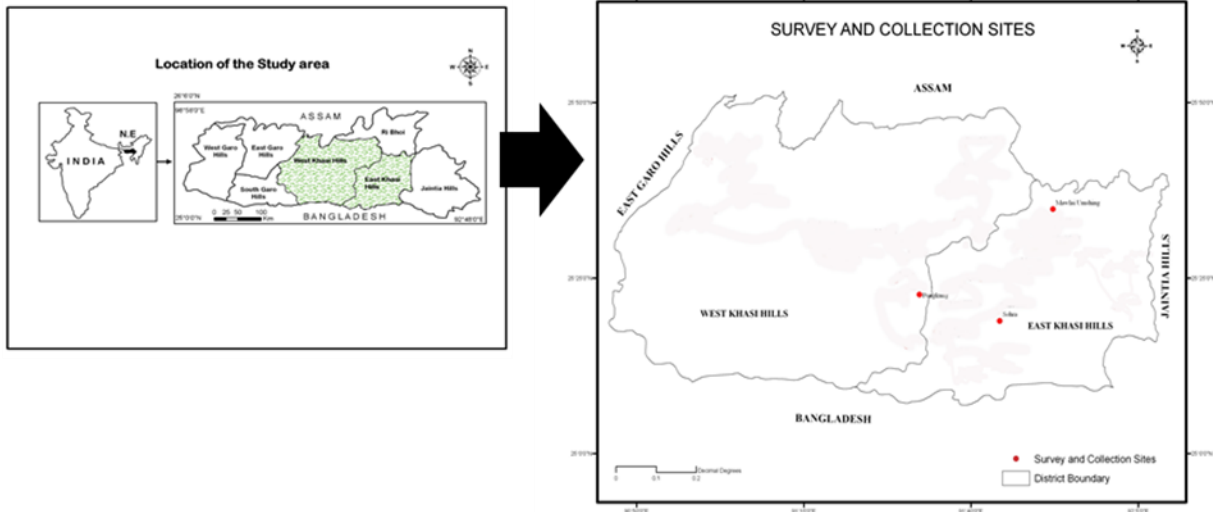 Location of the Study area
N
W E
S
26°6'0"N
ASSAM
N.E
INDIA
West Garo
Hills
East Garo
Hills
Ri Bhoi
West Khasi Hills
East Khasi
Hills
South Garo
Hills
Jaintia Hills
BANGLADESH
0 25 50 100
Km
SURVEY AND COLLECTION SITES
ASSAM
EAST GARO HILLS
JAINTIA HILLS
WEST KHASI HILLS
EAST KHASI HILLS
BANGLADESH
Survey and Collection Sites
District Boundary
Decimal Degrees
0 0.1 0.2